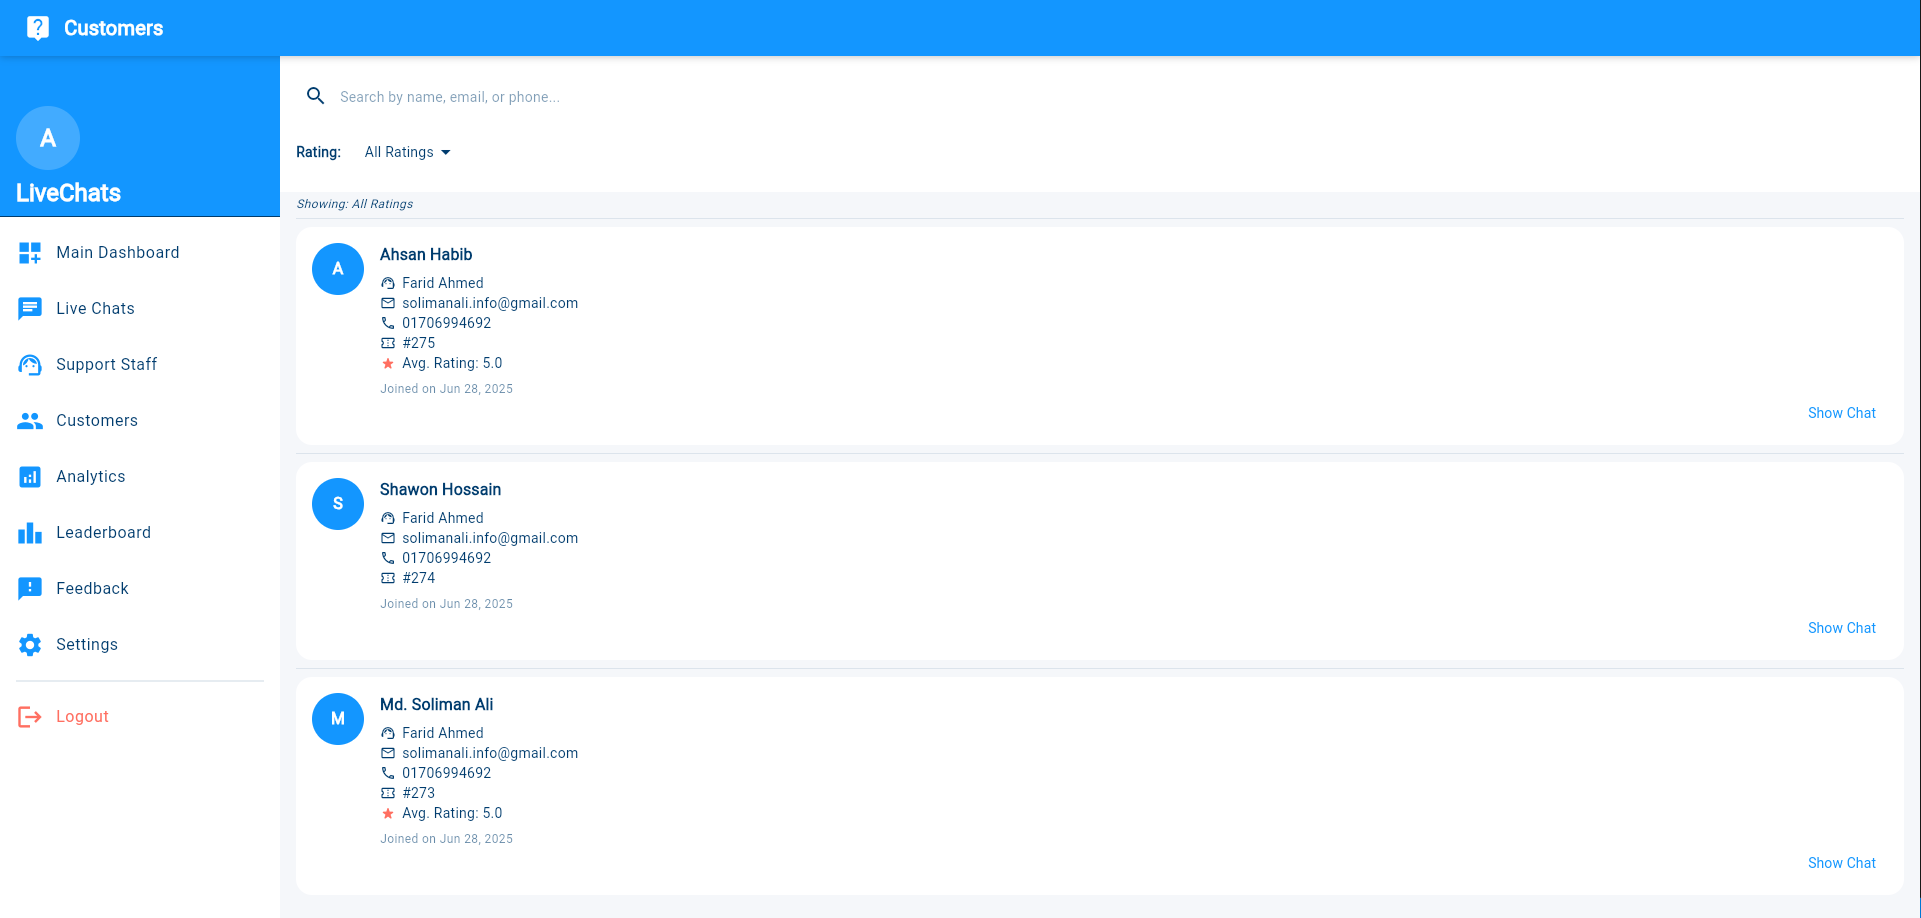 Customers
A
LiveChats
Main Dashboard
Live Chats
Support Staff
Customers
Analytics
Leaderboard
Feedback
Settings
Logout
Search by name, email, or phone...
Rating: All Ratings
Showing: All Ratings
A
Ahsan Habib
Farid Ahmed
solimanali.info@gmail.com
01706994692
#275
Avg. Rating: 5.0
Joined on Jun 28, 2025
Show Chat
S
Shawon Hossain
Farid Ahmed
solimanali.info@gmail.com
01706994692
#274
Joined on Jun 28, 2025
Show Chat
M
Md. Soliman Ali
Farid Ahmed
solimanali.info@gmail.com
01706994692
#273
Avg. Rating: 5.0
Joined on Jun 28, 2025
Show Chat